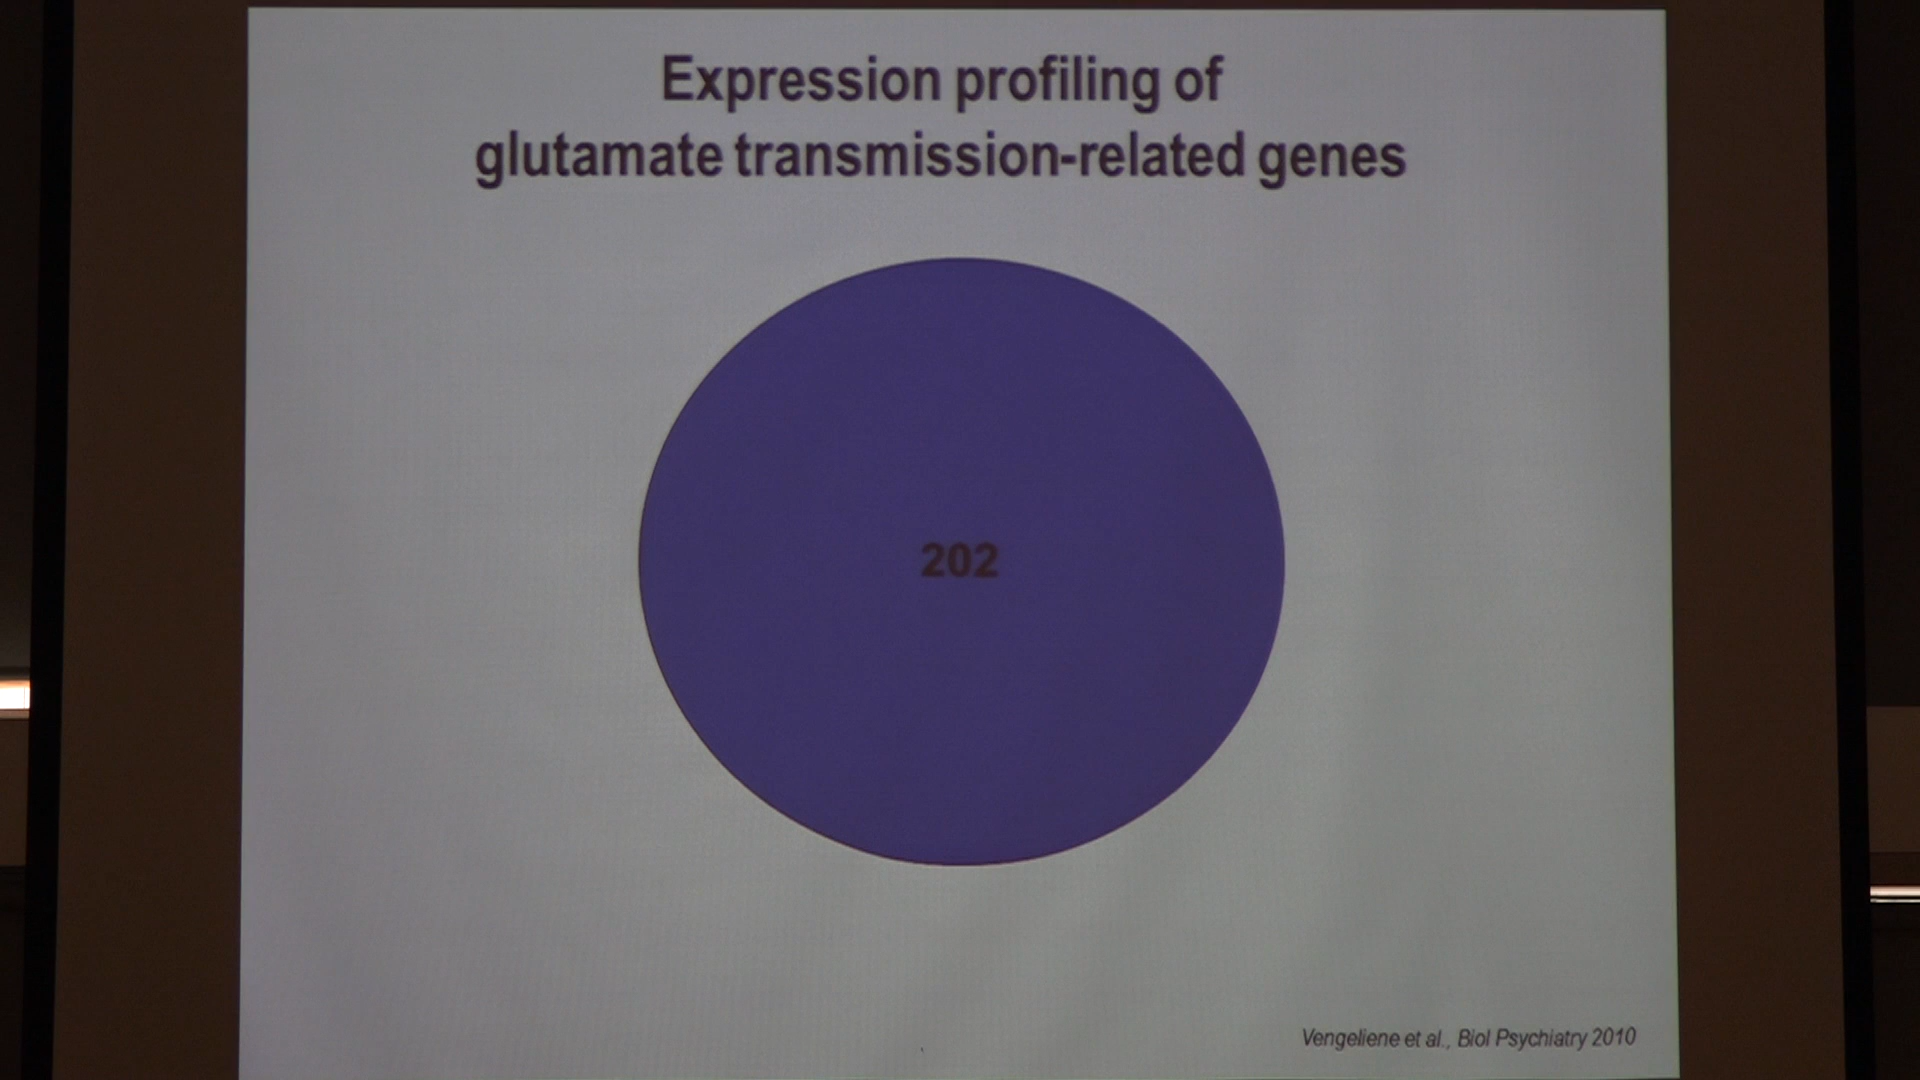 Expression profiling of
glutamate transmission-related genes
202
Vengeliene et al., Biol Psychiatry 2010